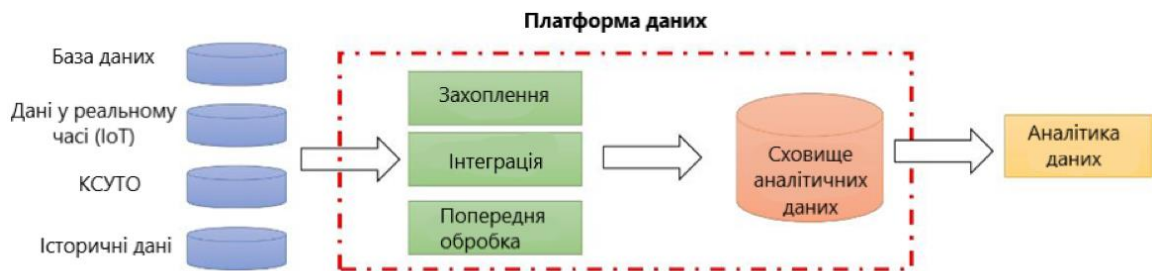 Платформа даних
База даних
Дані у реальному
часі (IoT)
КСУТО
Історичні дані
Захоплення
Інтеграція
Попередня
обробка
Сховище
аналітичних
даних
Аналітика
даних